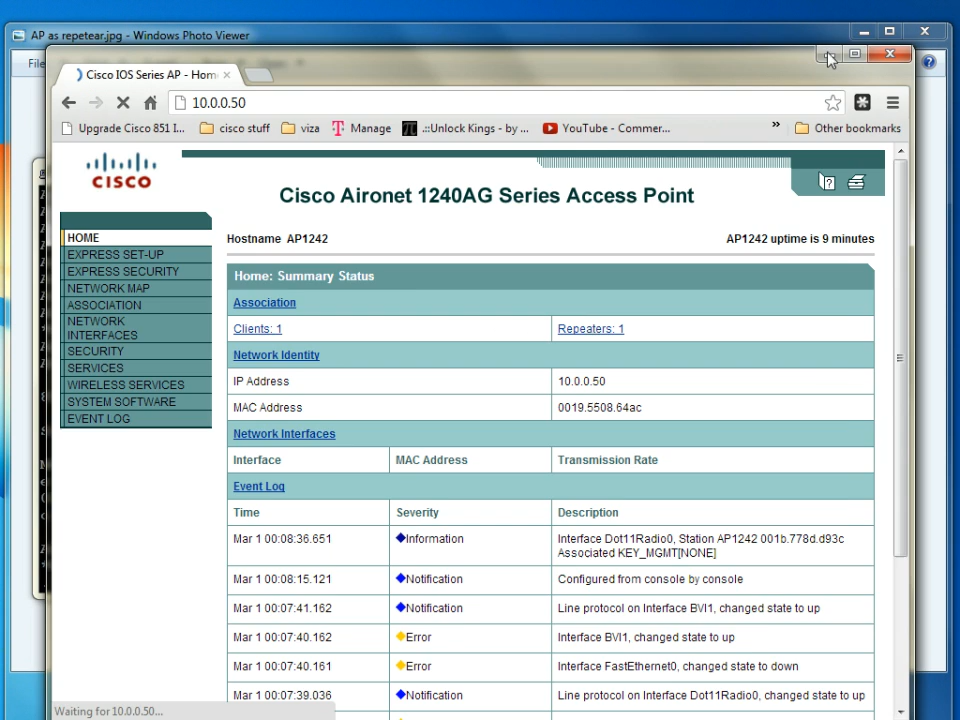 AP as repetear.jpg - Windows Photo Viewer
File
Cisco IOS Series AP - Hom
10.0.0.50
Upgrade Cisco 851 I... cisco stuff viza Manage .::Unlock Kings - by ... YouTube - Commer... » Other bookmarks
CISCO
Cisco Aironet 1240AG Series Access Point
HOME
EXPRESS SET-UP
EXPRESS SECURITY
NETWORK MAP
ASSOCIATION
NETWORK
INTERFACES
SECURITY
SERVICES
WIRELESS SERVICES
SYSTEM SOFTWARE
EVENT LOG
Hostname AP1242
AP1242 uptime is 9 minutes
Home: Summary Status
Association
Clients: 1 Repeaters: 1
Network Identity
IP Address 10.0.0.50
MAC Address 0019.5508.64ac
Network Interfaces
Interface MAC Address Transmission Rate
Event Log
Time Severity Description
Mar 1 00:08:36.651 Information Interface Dot11Radio0, Station AP1242 001b.778d.d93c
Associated KEY_MGMT[NONE]
Mar 1 00:08:15.121 Notification Configured from console by console
Mar 1 00:07:41.162 Notification Line protocol on Interface BVI1, changed state to up
Mar 1 00:07:40.162 Error Interface BVI1, changed state to up
Mar 1 00:07:40.161 Error Interface FastEthernet0, changed state to down
Mar 1 00:07:39.036 Notification Line protocol on Interface Dot11Radio0, changed state to up
Waiting for 10.0.0.50...